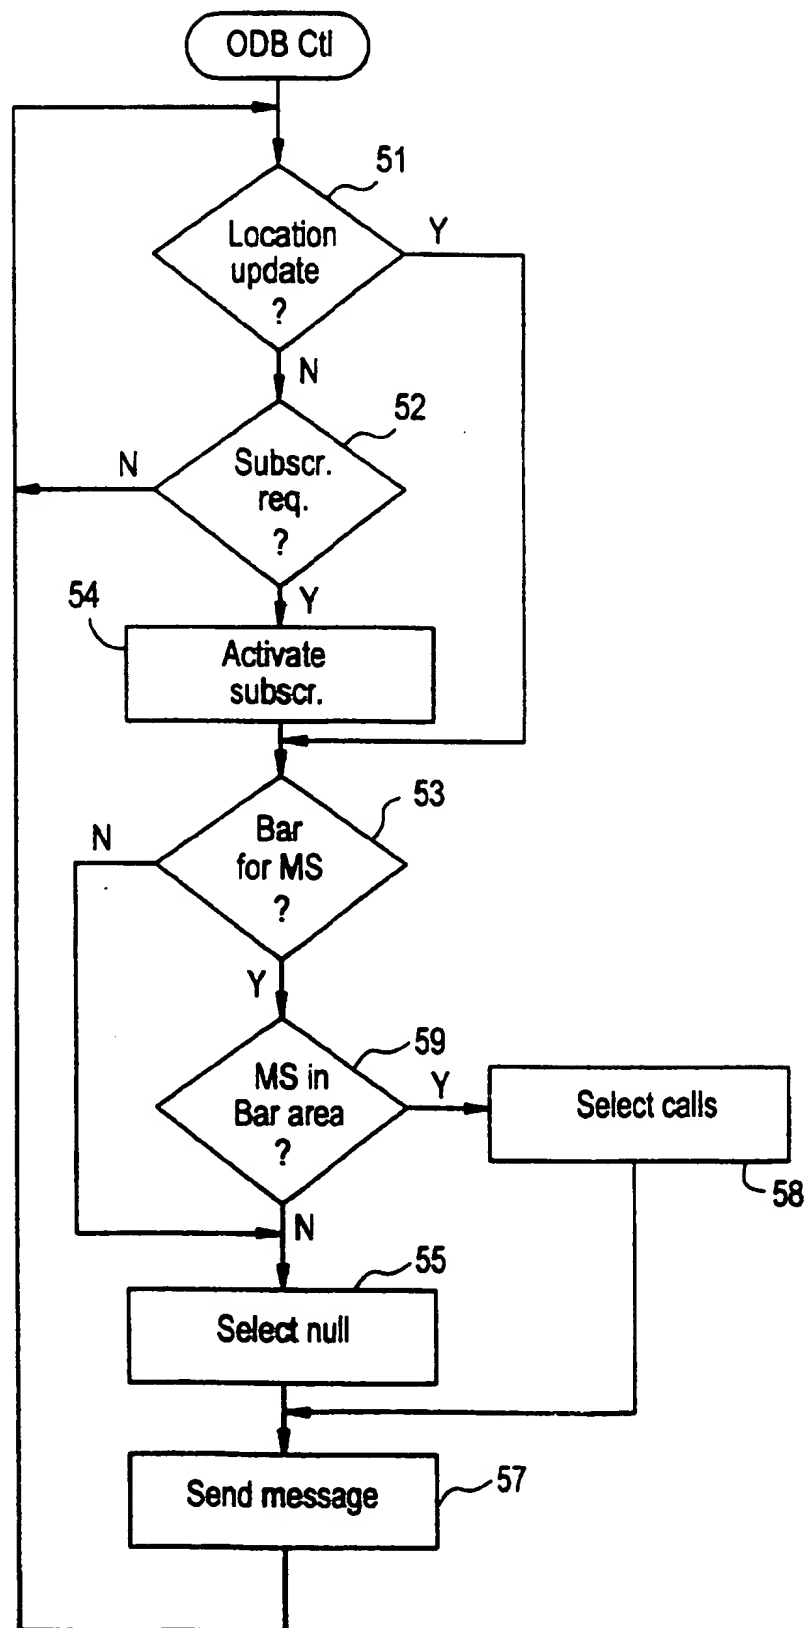 ODB Ctl
51
Location
update
?
Y
N
52
Subscr.
req.
?
N
Y
54
Activate
subscr.
53
Bar
for MS
?
N
Y
59
MS in
Bar area
?
Y
Select calls
58
N
55
Select null
Send message
57